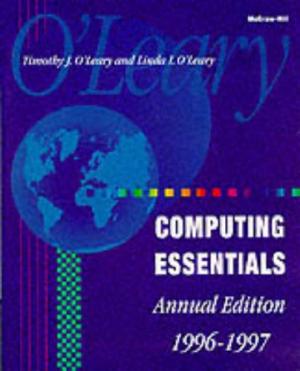 McGraw-Hill
O'Leary
Timothy J. O'Leary and Linda I. O'Leary
COMPUTING
ESSENTIALS
Annual Edition
1996-1997